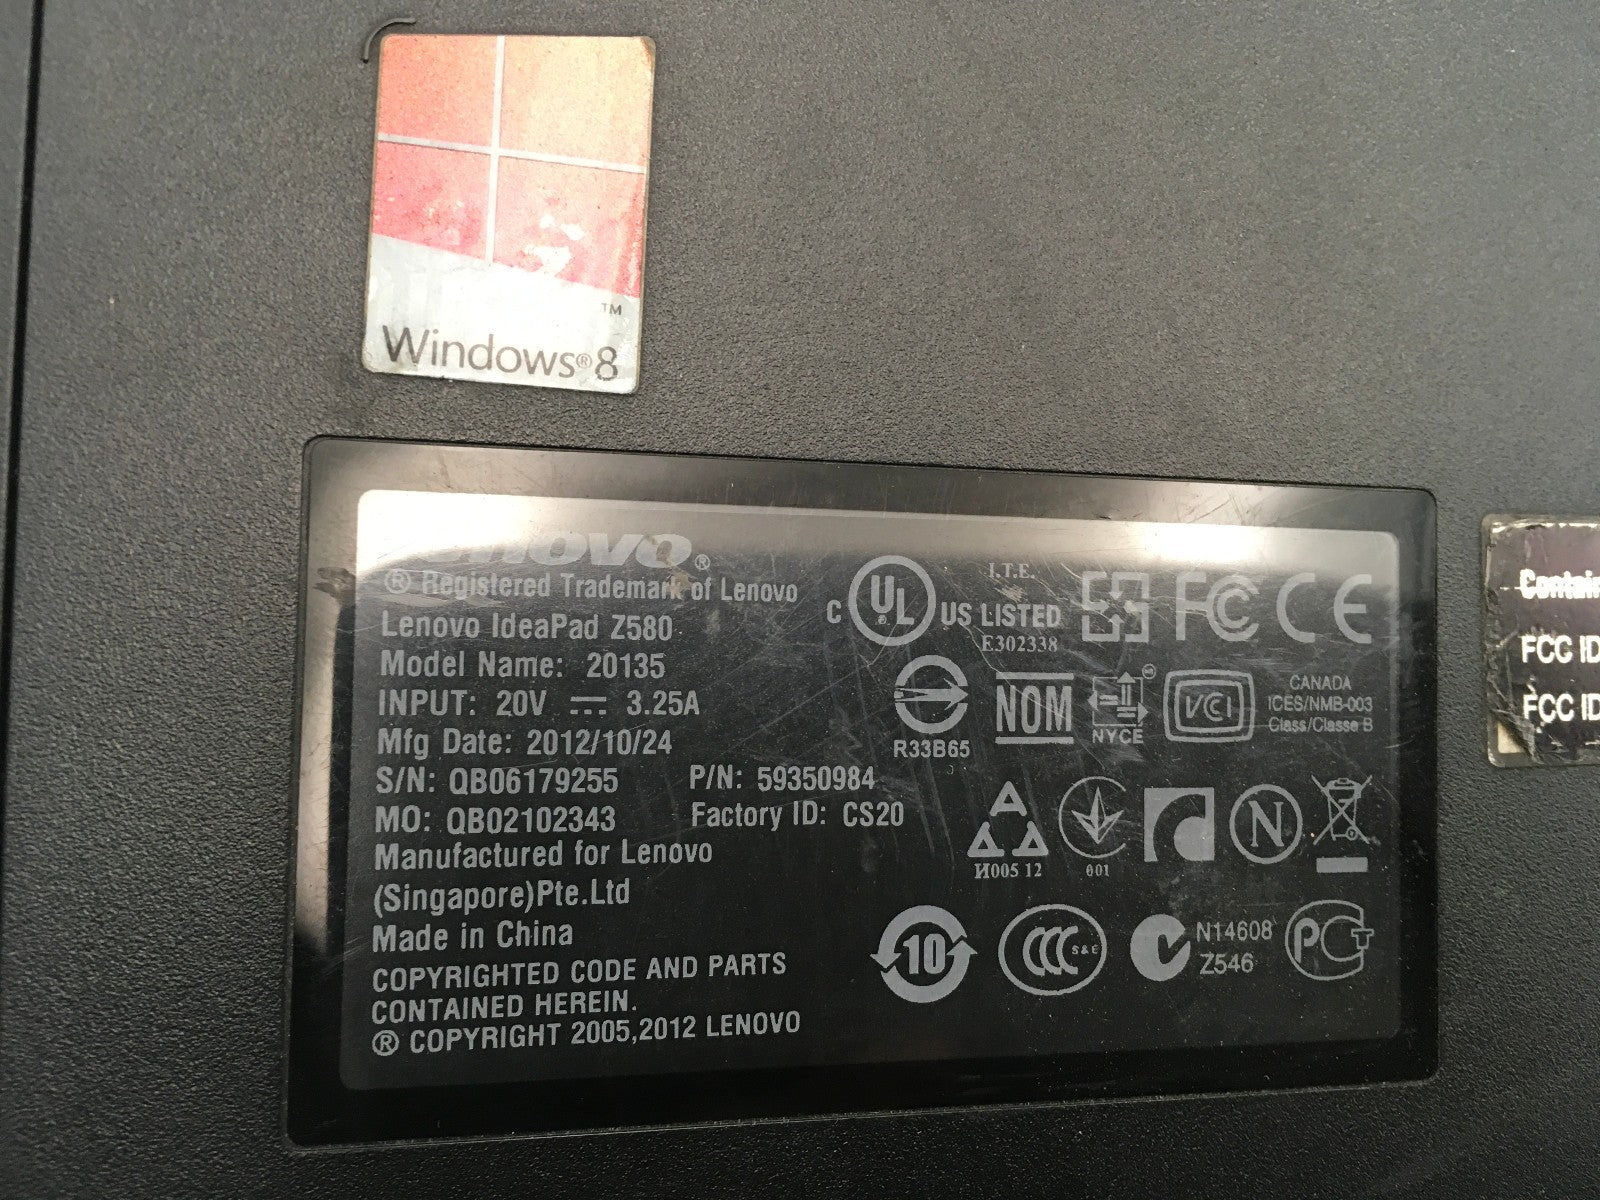 TM
Windows® 8
lenovo®
® Registered Trademark of Lenovo
Lenovo IdeaPad Z580
Model Name: 20135
INPUT: 20V ⎓ 3.25A
Mfg Date: 2012/10/24
S/N: QB06179255 P/N: 59350984
MO: QB02102343 Factory ID: CS20
Manufactured for Lenovo
(Singapore)Pte.Ltd
Made in China
COPYRIGHTED CODE AND PARTS
CONTAINED HEREIN.
® COPYRIGHT 2005,2012 LENOVO
I.T.E.
C UL US LISTED FC CE
E302338
R33B65
NOM
NYCE
VCI
CANADA
ICES/NMB-003
Class/Classe B
И005 12
001
N
10
CCC S&E
N14608
Z546
PCT
FCC ID
FCC ID